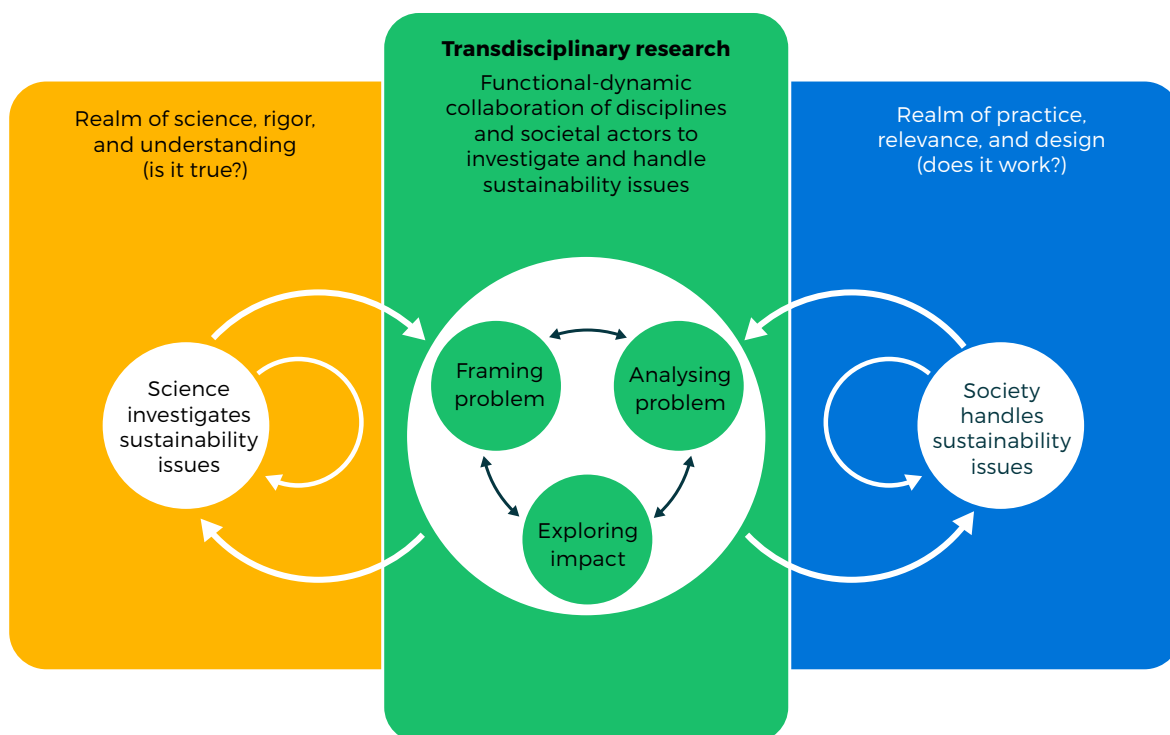 Transdisciplinary research
Functional-dynamic
collaboration of disciplines
and societal actors to
investigate and handle
sustainability issues
Realm of science, rigor,
and understanding
(is it true?)
Realm of practice,
relevance, and design
(does it work?)
Framing
problem
Analysing
problem
Exploring
impact
Science
investigates
sustainability
issues
Society
handles
sustainability
issues